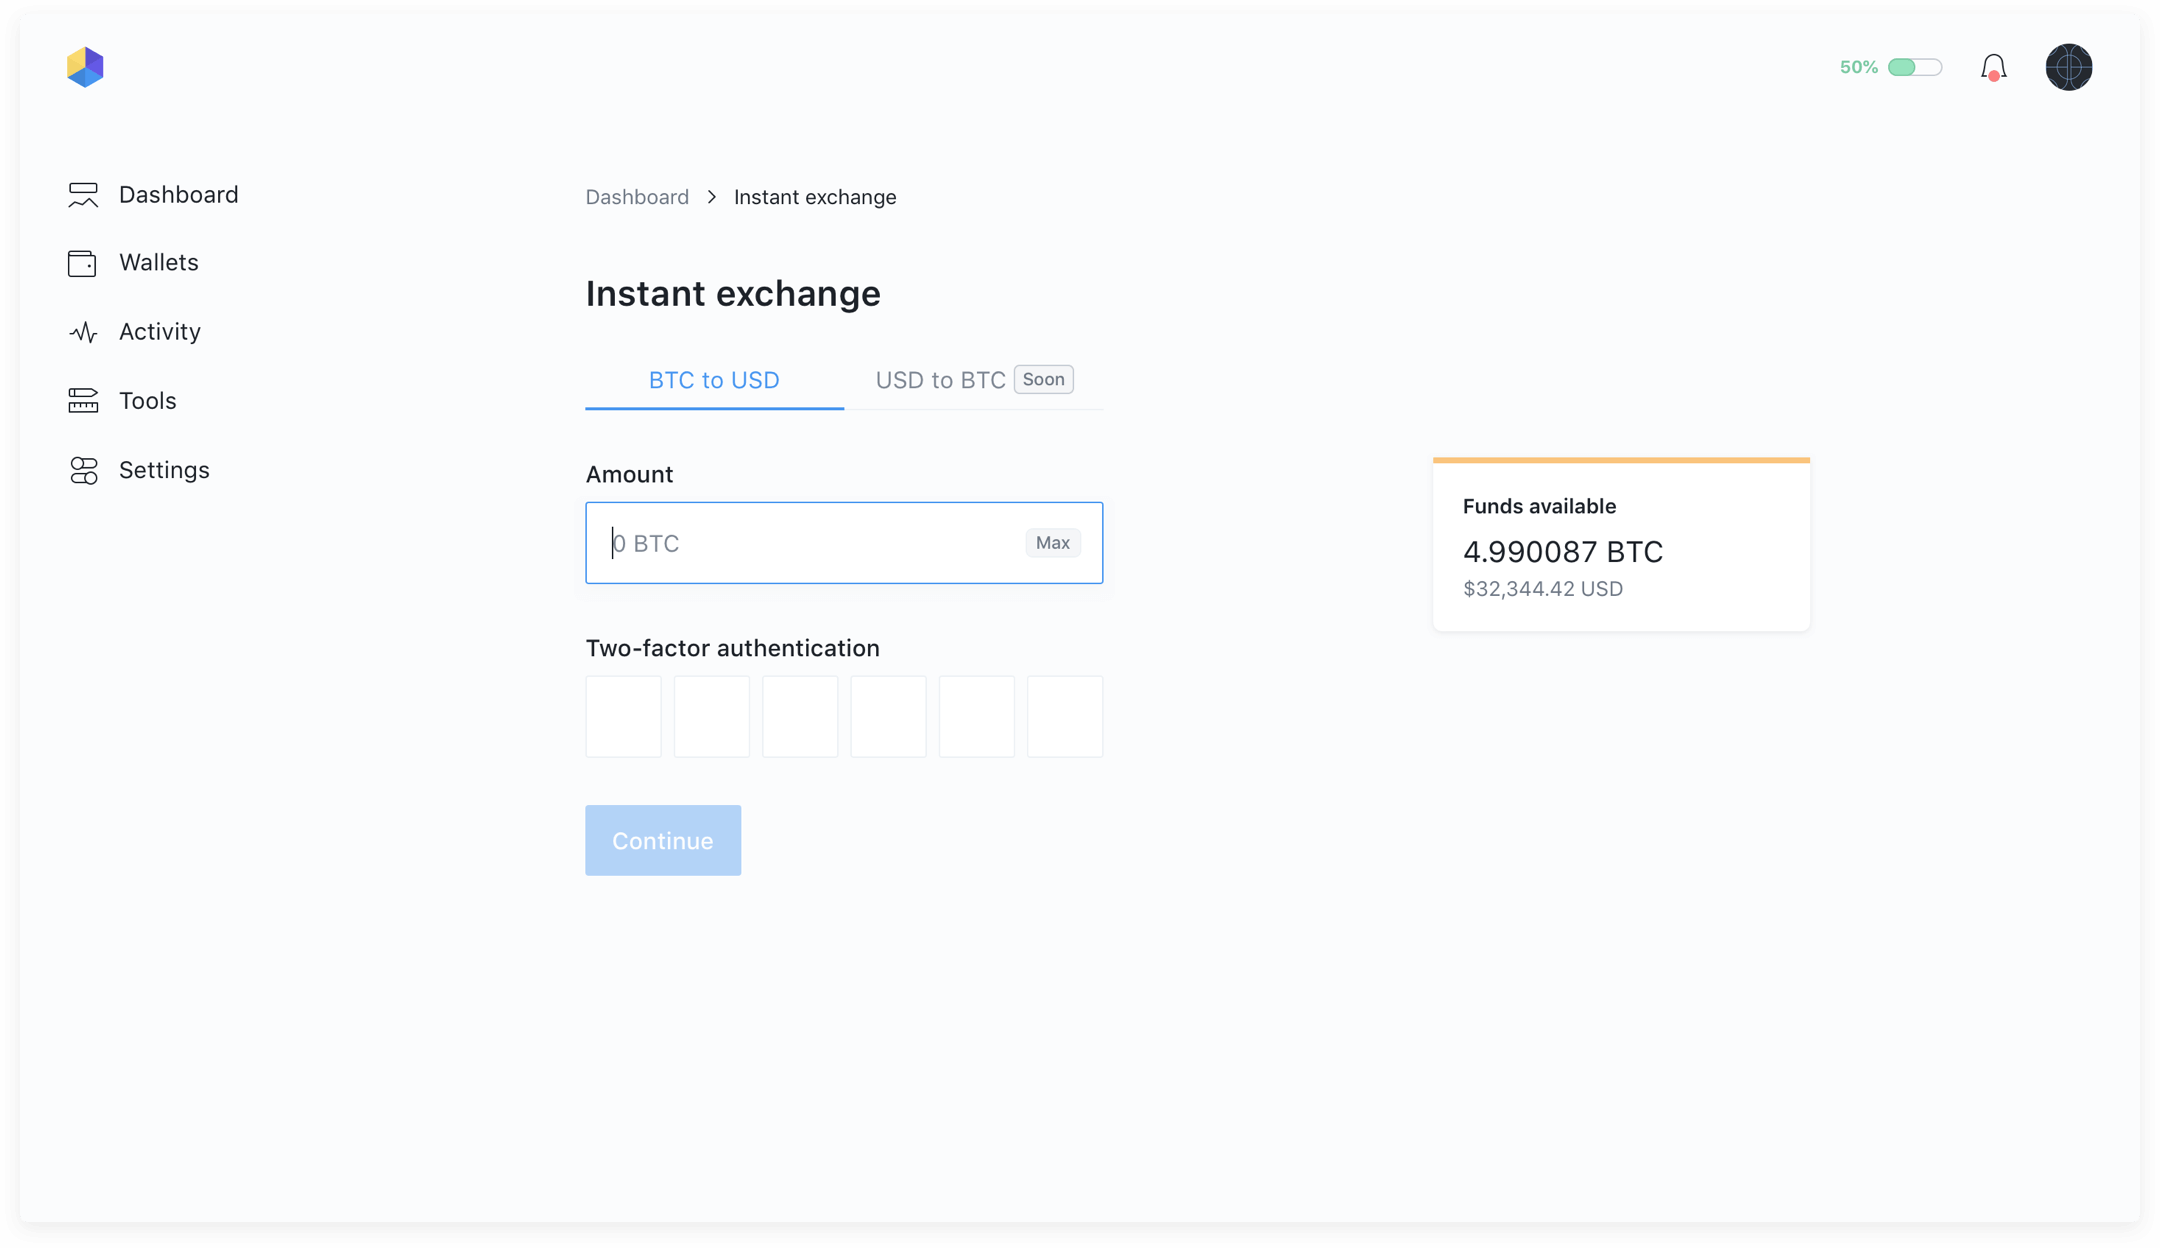 50%
Dashboard
Wallets
Activity
Tools
Settings
Dashboard > Instant exchange
Instant exchange
BTC to USD
USD to BTC Soon
Amount
0 BTC Max
Two-factor authentication
Continue
Funds available
4.990087 BTC
$32,344.42 USD